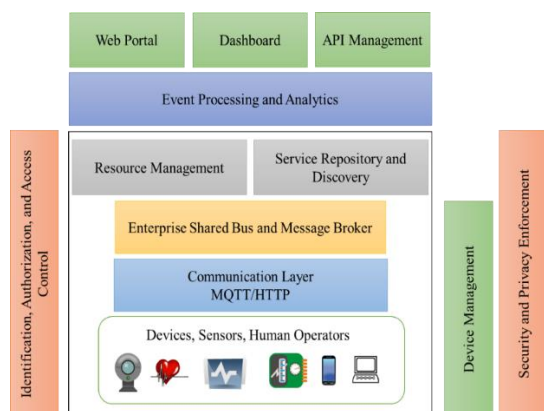 Web Portal
Dashboard
API Management
Event Processing and Analytics
Identification, Authorization, and Access
Control
Resource Management
Service Repository and
Discovery
Enterprise Shared Bus and Message Broker
Communication Layer
MQTT/HTTP
Devices, Sensors, Human Operators
Device Management
Security and Privacy Enforcement